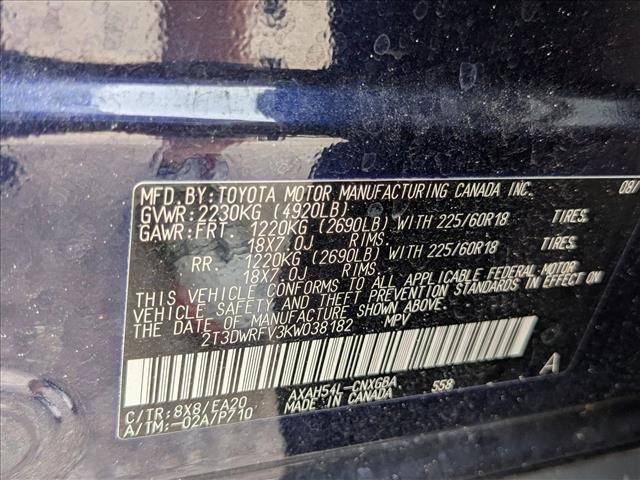 MFD. BY: TOYOTA MOTOR MANUFACTURING CANADA INC. 08/
GVWR: 2230KG (4920LB)
GAWR: FRT. 1220KG (2690LB) WITH 225/60R18 TIRES.
18X7.0J RIMS.
RR. 1220KG (2690LB) WITH 225/60R18 TIRES.
18X7.0J RIMS.
THIS VEHICLE CONFORMS TO ALL APPLICABLE FEDERAL MOTOR
VEHICLE SAFETY AND THEFT PREVENTION STANDARDS IN EFFECT ON
THE DATE OF MANUFACTURE SHOWN ABOVE.
2T3DWRFV3KW038182 MPV
AXAH54L-CNXGBA 558 A
C/TR: 8X8/EA20 MADE IN CANADA
A/TM: -02A/P710